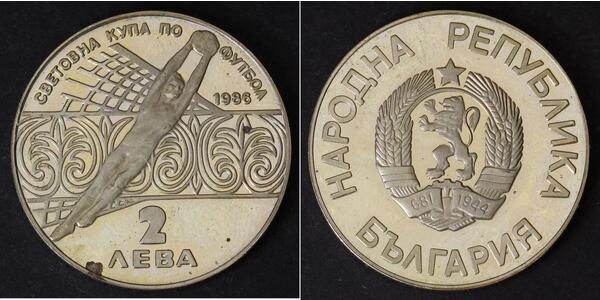 СВЕТОВНА КУПА ПО ФУТБОЛ
1986
2
ЛЕВА
НАРОДНА РЕПУБЛИКА
681 1944
БЪЛГАРИЯ